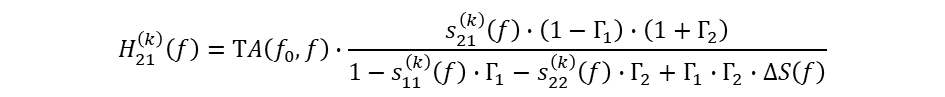 H_{21}^{(k)}(f) = TA(f_0, f) · \frac{s_{21}^{(k)}(f) · (1 − Γ_1) · (1 + Γ_2)}{1 − s_{11}^{(k)}(f) · Γ_1 − s_{22}^{(k)}(f) · Γ_2 + Γ_1 · Γ_2 · ΔS(f)}